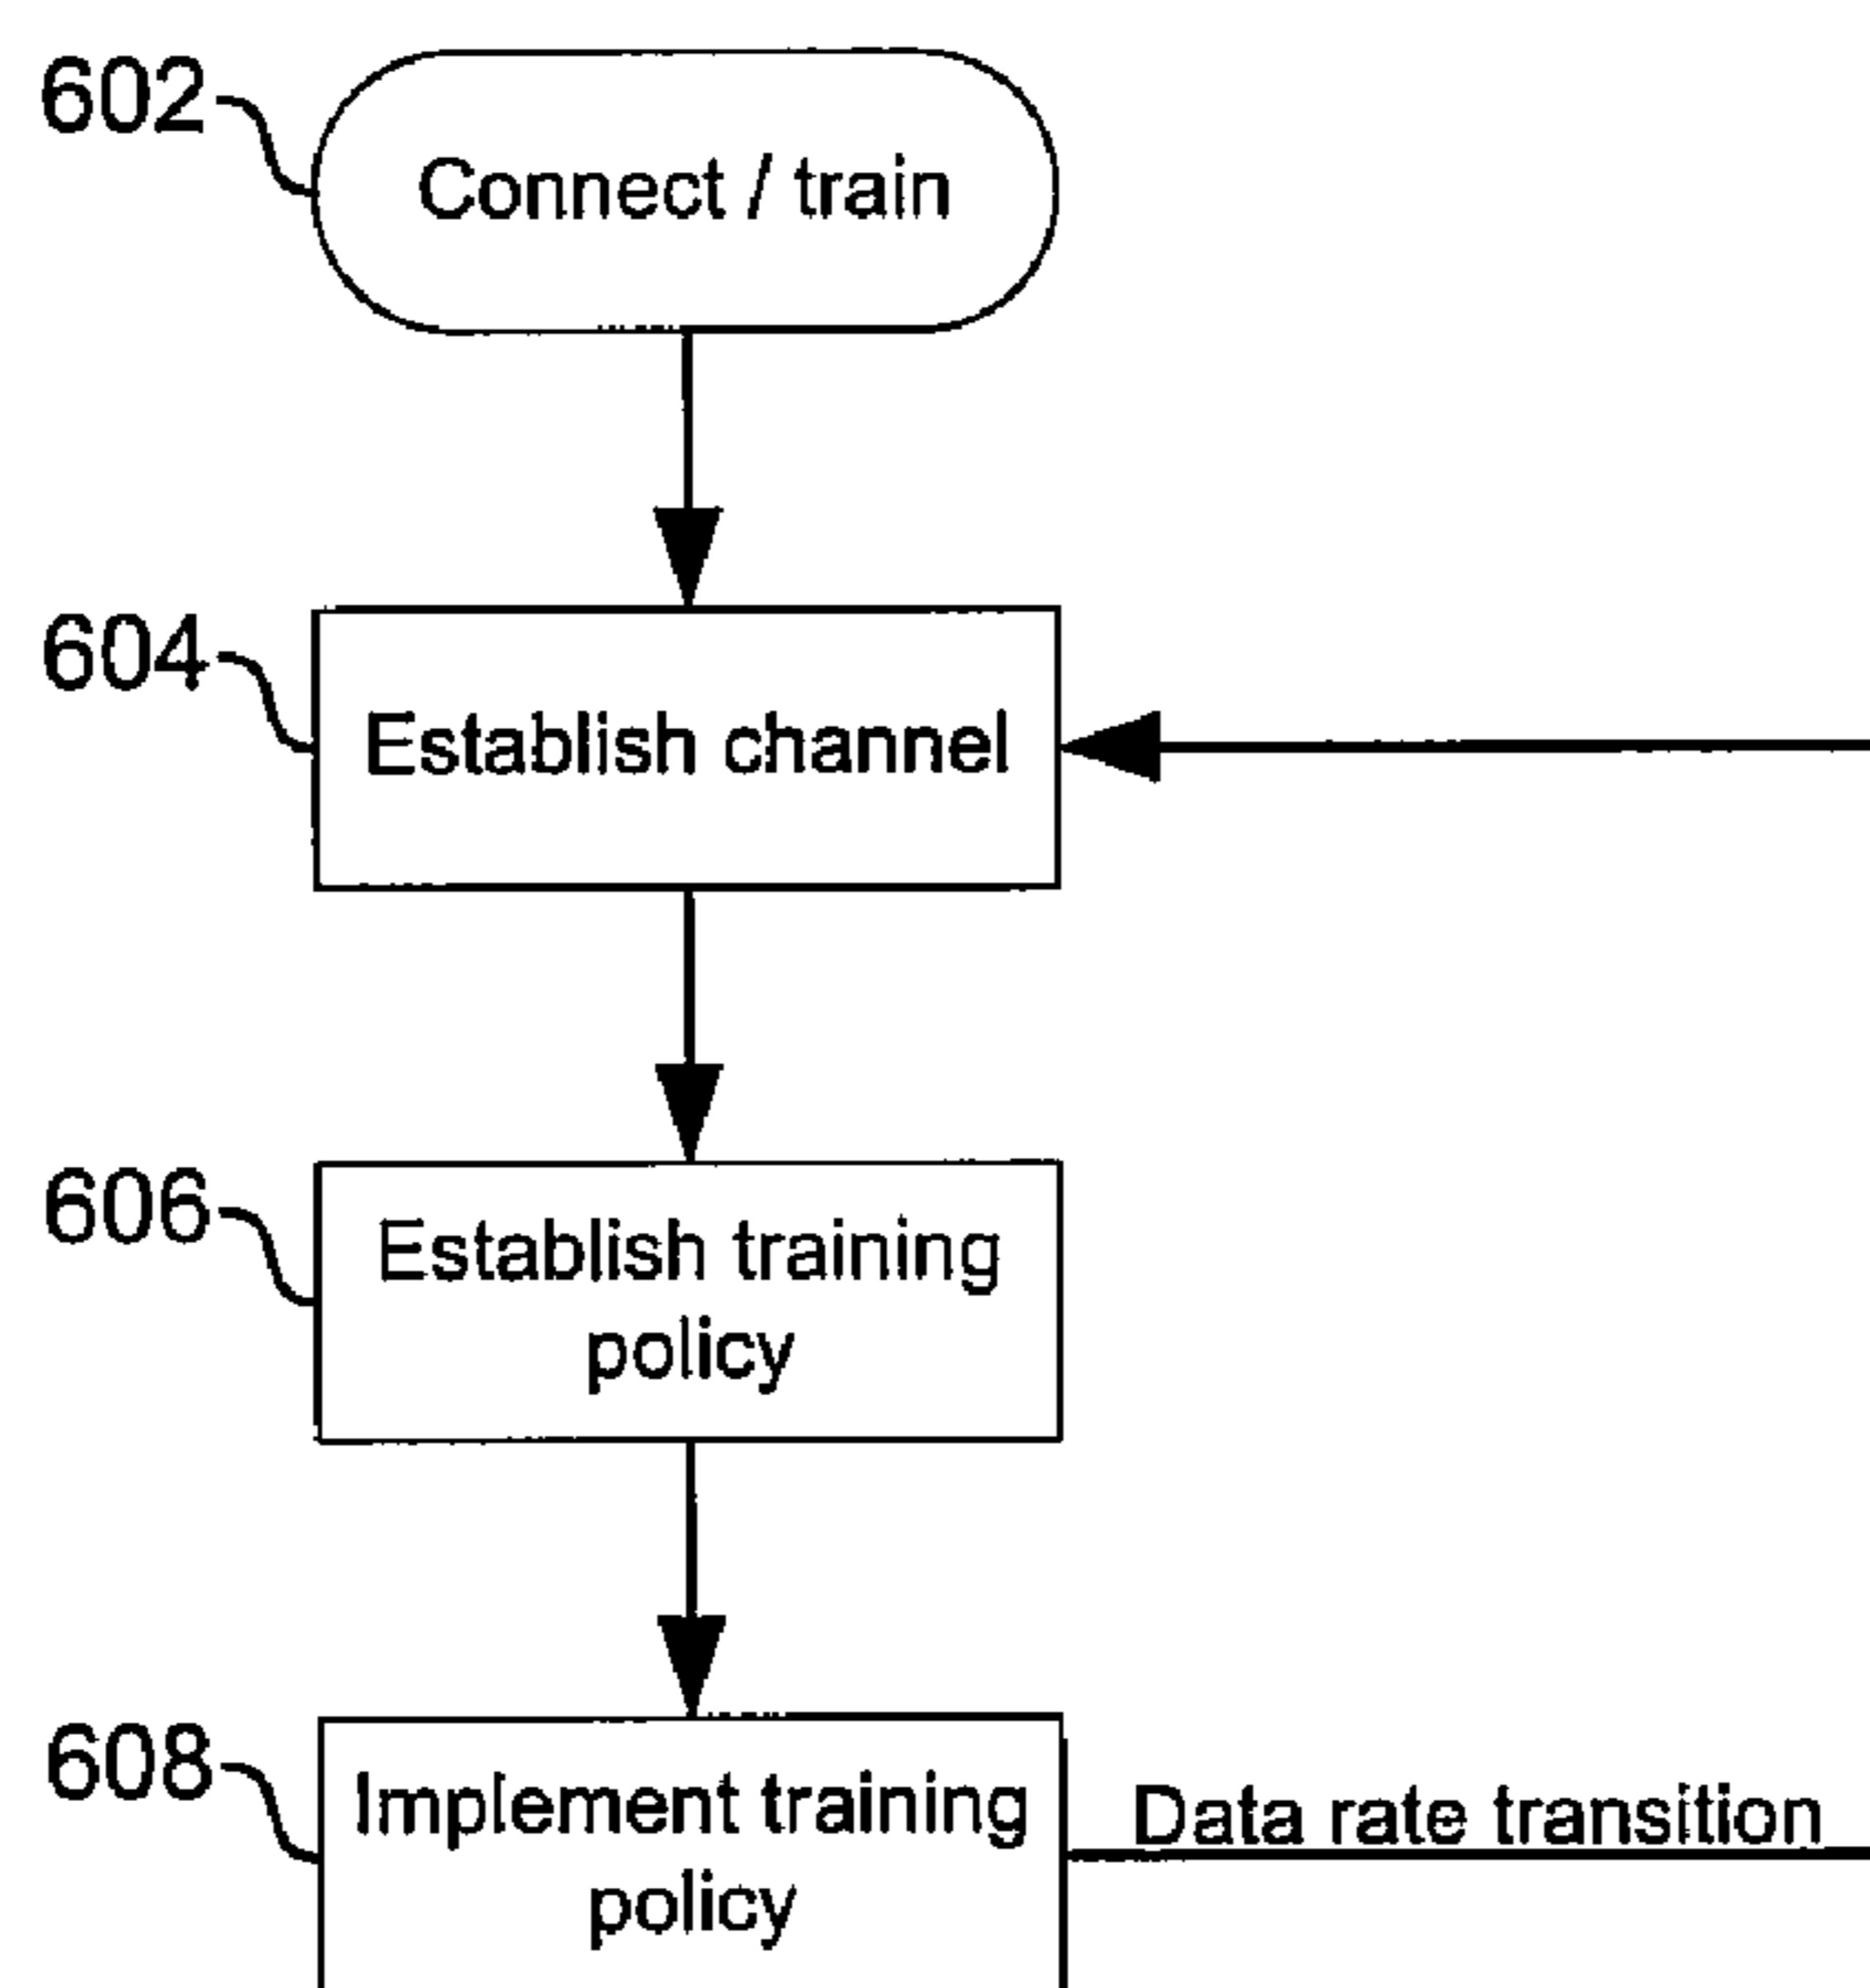 602
Connect / train
604
Establish channel
606
Establish training
policy
608
Implement training
policy
Data rate transition